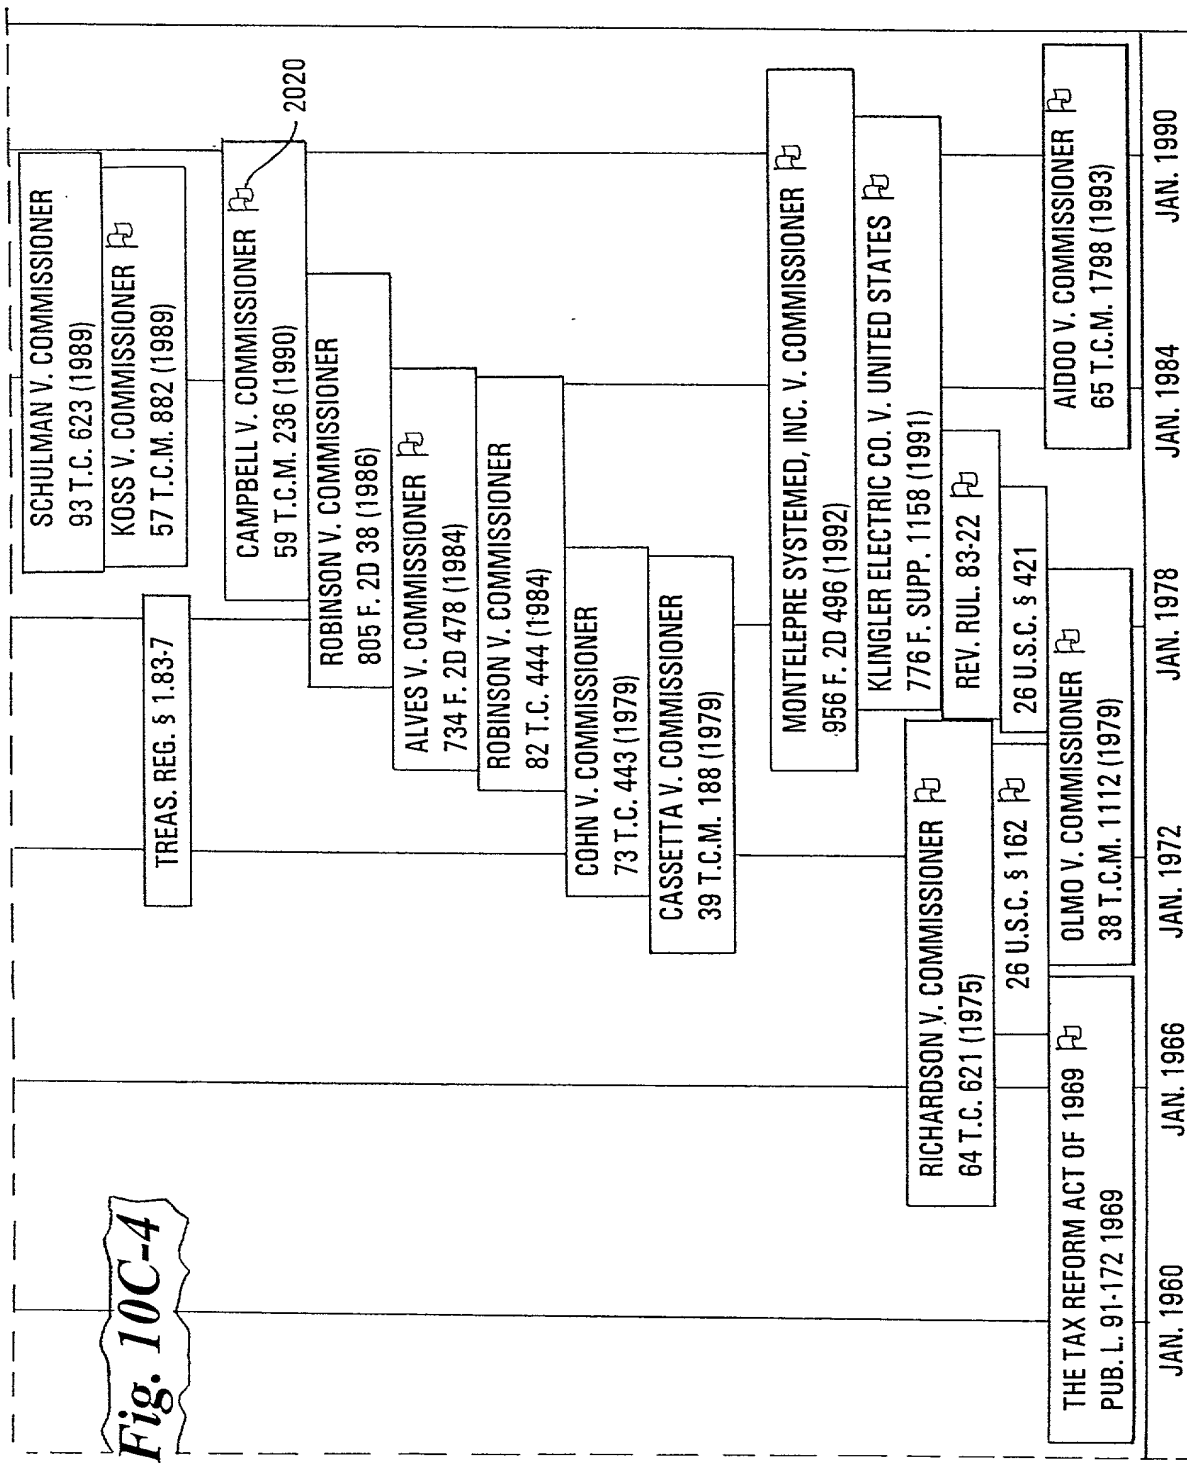 SCHULMAN V. COMMISSIONER
93 T.C. 623 (1989)
KOSS V. COMMISSIONER
57 T.C.M. 882 (1989)
TREAS. REG. § 1.83-7
CAMPBELL V. COMMISSIONER
59 T.C.M. 236 (1990)
2020
ROBINSON V. COMMISSIONER
805 F. 2D 38 (1986)
ALVES V. COMMISSIONER
734 F. 2D 478 (1984)
ROBINSON V. COMMISSIONER
82 T.C. 444 (1984)
COHN V. COMMISSIONER
73 T.C. 443 (1979)
CASSETTA V. COMMISSIONER
39 T.C.M. 188 (1979)
MONTELEPRE SYSTEMED, INC. V. COMMISSIONER
956 F. 2D 496 (1992)
KLINGLER ELECTRIC CO. V. UNITED STATES
776 F. SUPP. 1158 (1991)
RICHARDSON V. COMMISSIONER
64 T.C. 621 (1975)
REV. RUL. 83-22
26 U.S.C. § 162
26 U.S.C. § 421
THE TAX REFORM ACT OF 1969
PUB. L. 91-172 1969
OLMO V. COMMISSIONER
38 T.C.M. 1112 (1979)
AIDOO V. COMMISSIONER
65 T.C.M. 1798 (1993)
JAN. 1960
JAN. 1966
JAN. 1972
JAN. 1978
JAN. 1984
JAN. 1990
Fig. 10C-4